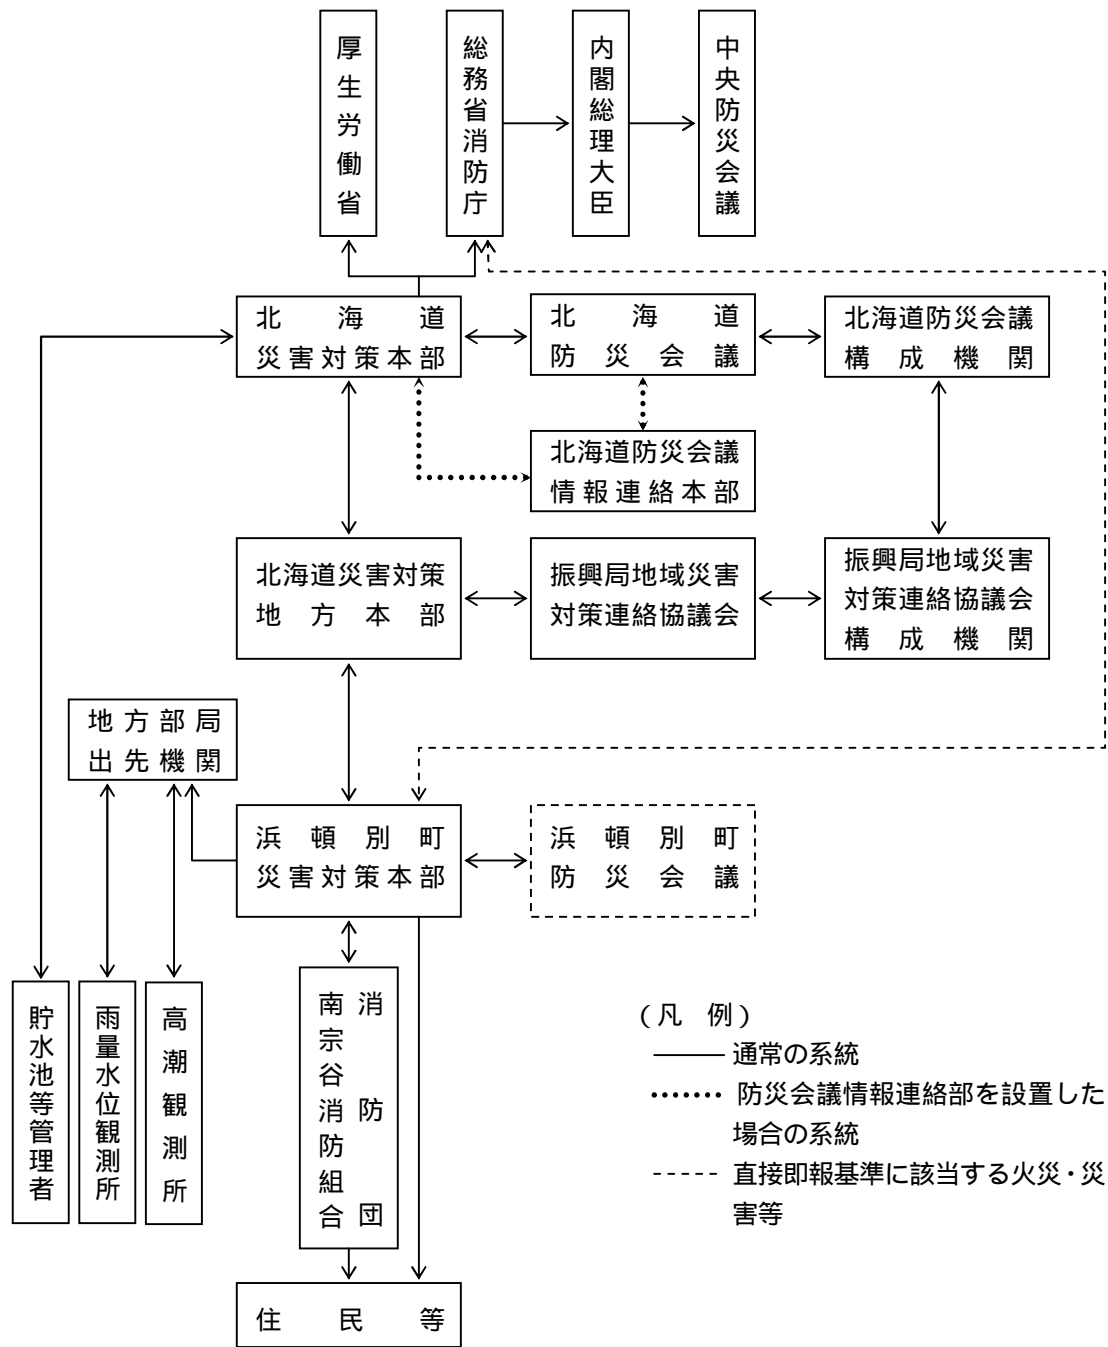 厚生労働省
総務省消防庁
内閣総理大臣
中央防災会議
北海道
災害対策本部
北海道
防災会議
北海道防災会議
構成機関
北海道防災会議
情報連絡本部
北海道災害対策
地方本部
振興局地域災害
対策連絡協議会
振興局地域災害
対策連絡協議会
構成機関
地方部局
出先機関
浜頓別町
災害対策本部
浜頓別町
防災会議
貯水池等管理者
雨量水位観測所
高潮観測所
消防団
南宗谷消防組合
(凡 例)
通常の系統
防災会議情報連絡部を設置した
場合の系統
直接即報基準に該当する火災・災
害等
住民等